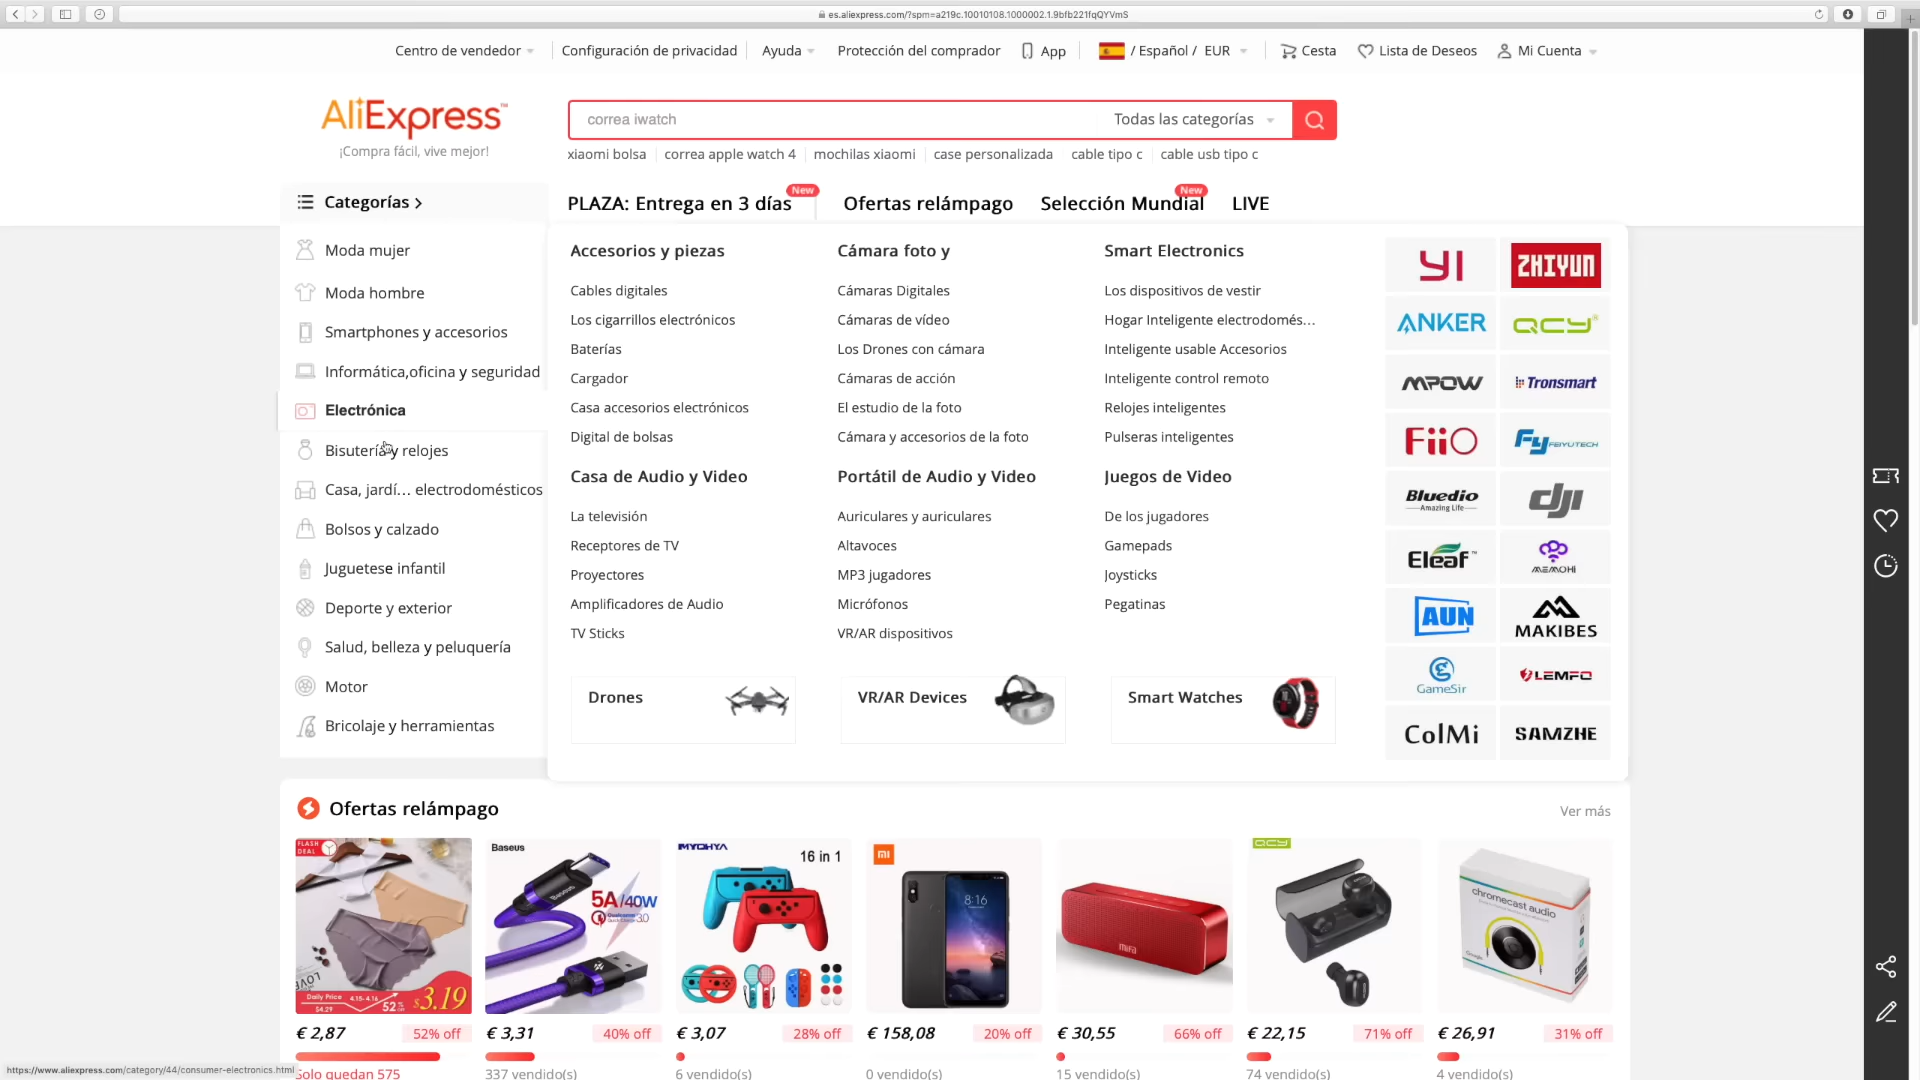 es.aliexpress.com/?spm=a219c.10010108.1000002.1.9bfb221fqQYVmS
Centro de vendedor
Configuración de privacidad
Ayuda
Protección del comprador
App
/ Español / EUR
Cesta
Lista de Deseos
Mi Cuenta
AliExpress™
¡Compra fácil, vive mejor!
correa iwatch
Todas las categorías
xiaomi bolsa
correa apple watch 4
mochilas xiaomi
case personalizada
cable tipo c
cable usb tipo c
Categorías
PLAZA: Entrega en 3 días
New
Ofertas relámpago
Selección Mundial
New
LIVE
Moda mujer
Moda hombre
Smartphones y accesorios
Informática,oficina y seguridad
Electrónica
Bisutería y relojes
Casa, jardí... electrodomésticos
Bolsos y calzado
Juguetese infantil
Deporte y exterior
Salud, belleza y peluquería
Motor
Bricolaje y herramientas
Accesorios y piezas
Cables digitales
Los cigarrillos electrónicos
Baterías
Cargador
Casa accesorios electrónicos
Digital de bolsas
Cámara foto y
Cámaras Digitales
Cámaras de vídeo
Los Drones con cámara
Cámaras de acción
El estudio de la foto
Cámara y accesorios de la foto
Smart Electronics
Los dispositivos de vestir
Hogar Inteligente electrodomés...
Inteligente usable Accesorios
Inteligente control remoto
Relojes inteligentes
Pulseras inteligentes
Casa de Audio y Video
La televisión
Receptores de TV
Proyectores
Amplificadores de Audio
TV Sticks
Portátil de Audio y Video
Auriculares y auriculares
Altavoces
MP3 jugadores
Micrófonos
VR/AR dispositivos
Juegos de Video
De los jugadores
Gamepads
Joysticks
Pegatinas
Drones
VR/AR Devices
Smart Watches
YI
ZHIYUN
ANKER
QCY
MPOW
Tronsmart
FiiO
Fy FEIYUTECH
Bluedio
Amazing Life
dji
Eleaf™
MEMOHi
AUN
MAKIBES
GameSir
LEMFO
ColMi
SAMZHE
Ofertas relámpago
Ver más
FLASH
DEAL
LOVE
Daily Price
$4.29
4.15- 4.16
52% OFF
$3.19
Baseus
5A/40W
Quick Charge 3.0
Baseus
MYOHYA
16 in 1
mi
8:16
mifa
QCY
chromecast audio
Google
€ 2,87
52% off
€ 3,31
40% off
€ 3,07
28% off
€ 158,08
20% off
€ 30,55
66% off
€ 22,15
71% off
€ 26,91
31% off
Solo quedan 575
337 vendido(s)
6 vendido(s)
0 vendido(s)
15 vendido(s)
74 vendido(s)
4 vendido(s)
https://www.aliexpress.com/category/44/consumer-electronics.html